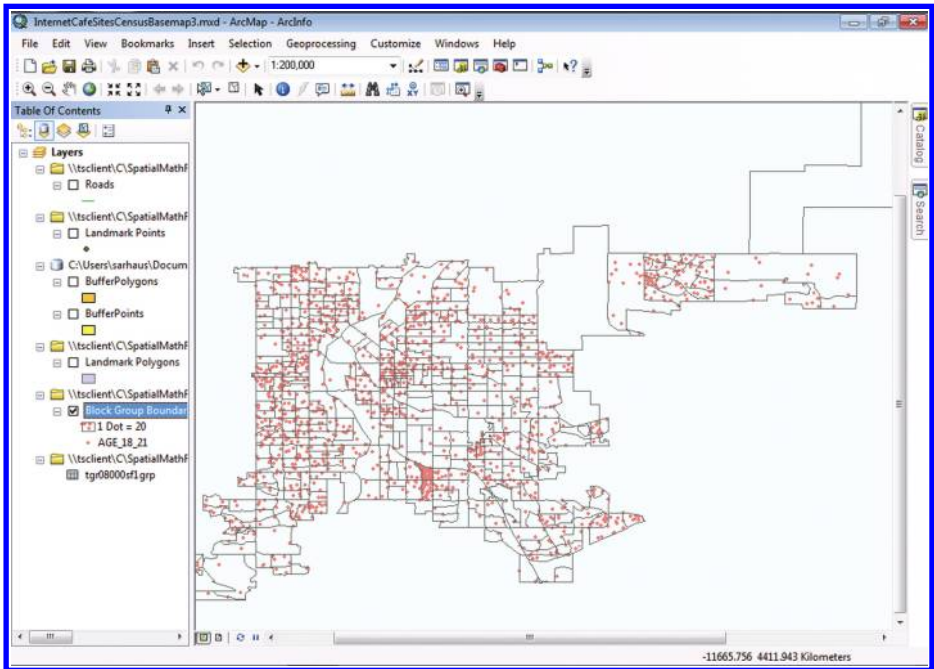 InternetCafeSitesCensusBasemap3.mxd - ArcMap - ArcInfo
File Edit View Bookmarks Insert Selection Geoprocessing Customize Windows Help
1:200,000
Table Of Contents
Layers
\\tsclient\C\SpatialMathF
Roads
\\tsclient\C\SpatialMathF
Landmark Points
C:\Users\sarhaus\Docum
BufferPolygons
BufferPoints
\\tsclient\C\SpatialMathF
Landmark Polygons
\\tsclient\C\SpatialMathF
Block Group Boundar
1 Dot = 20
AGE_18_21
\\tsclient\C\SpatialMathF
tgr08000sf1grp
Catalog
Search
-11665.756 4411.943 Kilometers